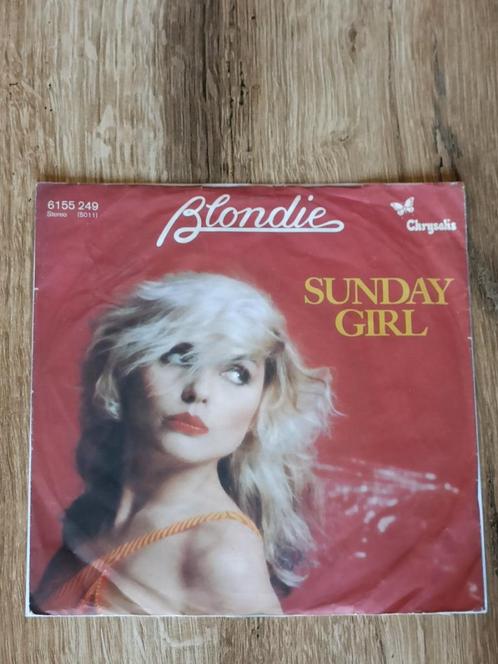 6155 249
Stereo (5011)
Blondie
Chrysalis
SUNDAY
GIRL